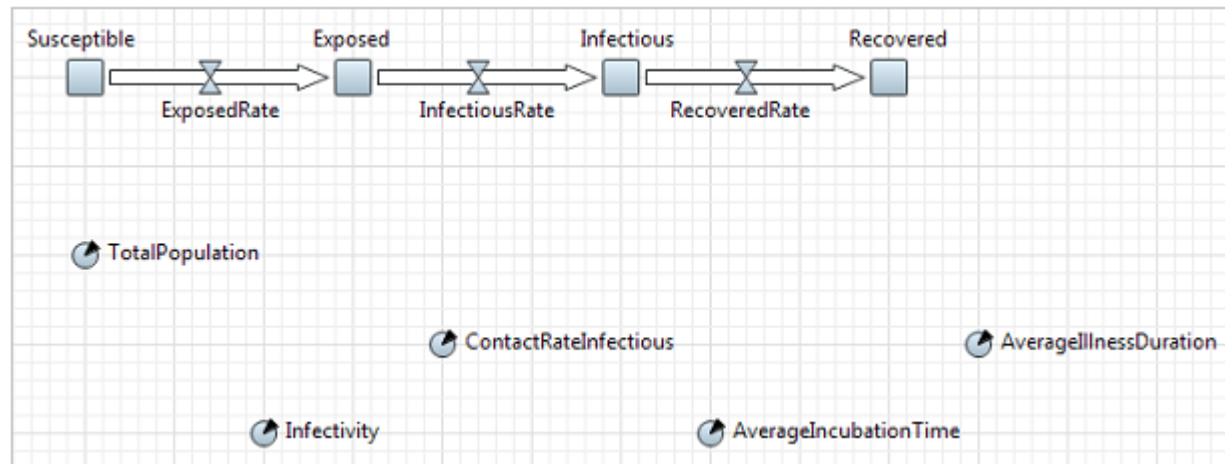 Susceptible Exposed Infectious Recovered
ExposedRate InfectiousRate RecoveredRate
TotalPopulation
ContactRateInfectious AverageIllnessDuration
Infectivity AverageIncubationTime